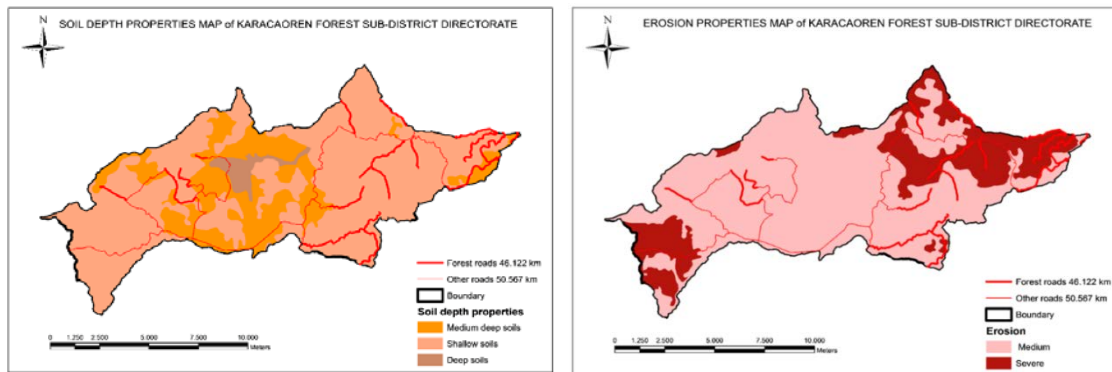 SOIL DEPTH PROPERTIES MAP of KARACAOREN FOREST SUB-DISTRICT DIRECTORATE
N
Forest roads 46.122 km
Other roads 50.567 km
Boundary
Soil depth properties
Medium deep soils
Shallow soils
Deep soils
0 1.250 2.500 5.000 7.500 10.000
Meters
EROSION PROPERTIES MAP of KARACAOREN FOREST SUB-DISTRICT DIRECTORATE
N
Forest roads 46.122 km
Other roads 50.567 km
Boundary
Erosion
Medium
Severe
0 1.250 2.500 5.000 7.500 10.000
Meters